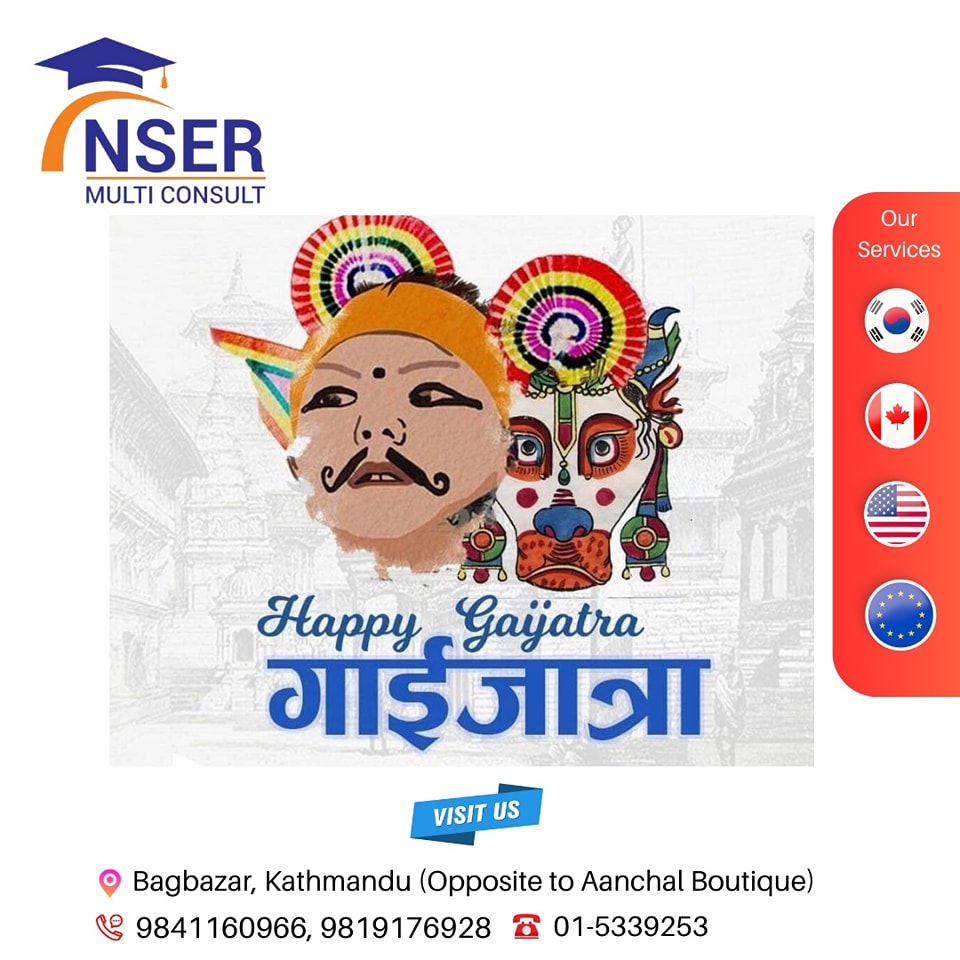 NSER
MULTI CONSULT
Our
Services
Happy Gaijatra
गाईजात्रा
VISIT US
Bagbazar, Kathmandu (Opposite to Aanchal Boutique)
9841160966, 9819176928 01-5339253